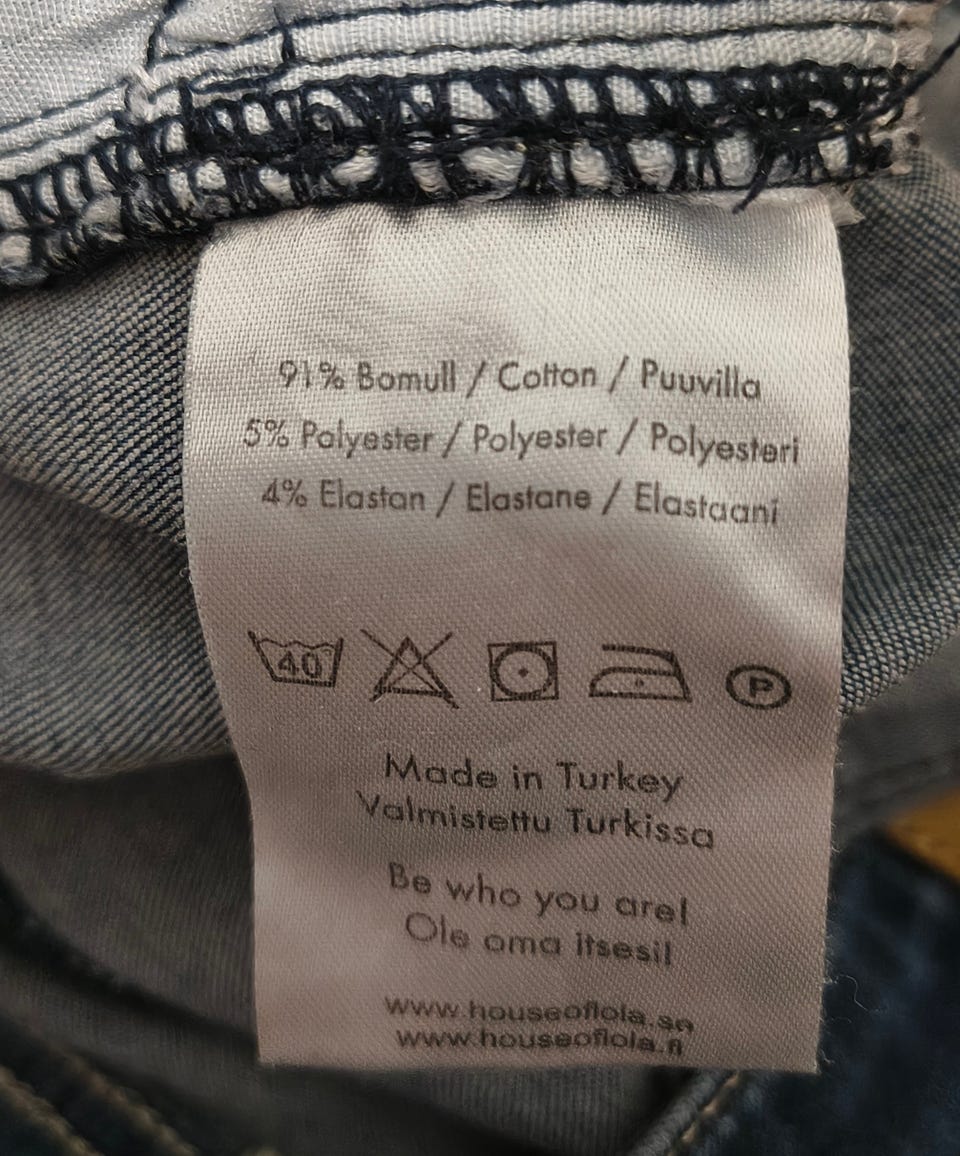 91% Bomull / Cotton / Puuvilla
5% Polyester / Polyester / Polyesteri
4% Elastan / Elastane / Elastaani
40 P
Made in Turkey
Valmistettu Turkissa
Be who you are!
Ole oma itsesi!
www.houseoflola.se
www.houseoflola.fi